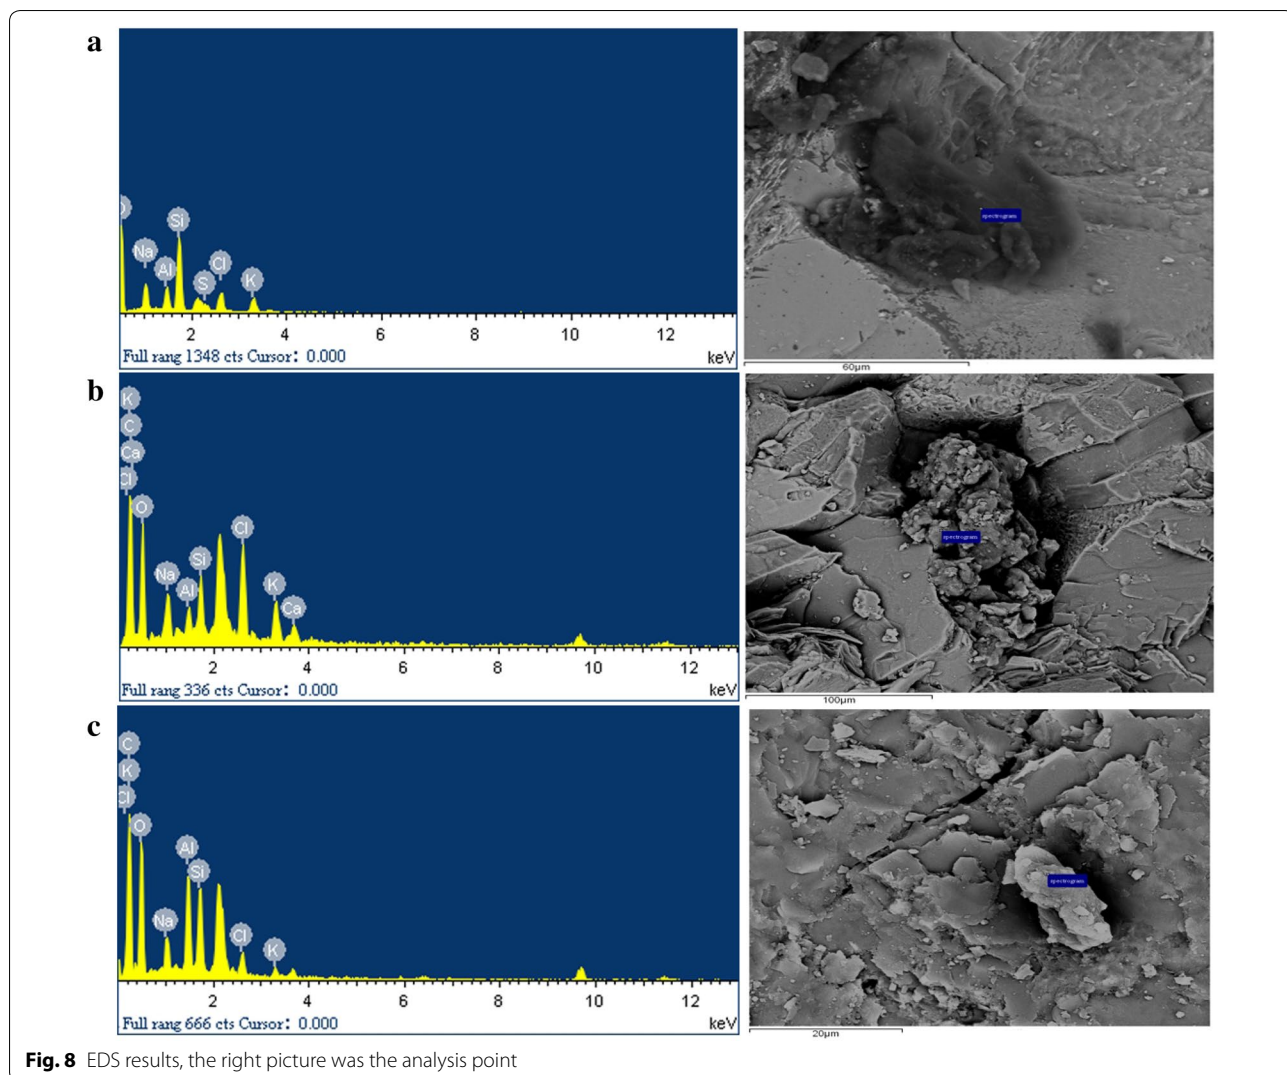 a
O
Na
Al
Si
S
Cl
K
2 4 6 8 10 12
Full rang 1348 cts Cursor: 0.000
keV
spectrogram
60μm
b
K
C
Ca
Cl
O
Na
Al
Si
Cl
K
Ca
2 4 6 8 10 12
Full rang 336 cts Cursor: 0.000
keV
spectrogram
100μm
c
C
K
Cl
O
Na
Al
Si
Cl
K
2 4 6 8 10 12
Full rang 666 cts Cursor: 0.000
keV
spectrogram
20μm
Fig. 8 EDS results, the right picture was the analysis point